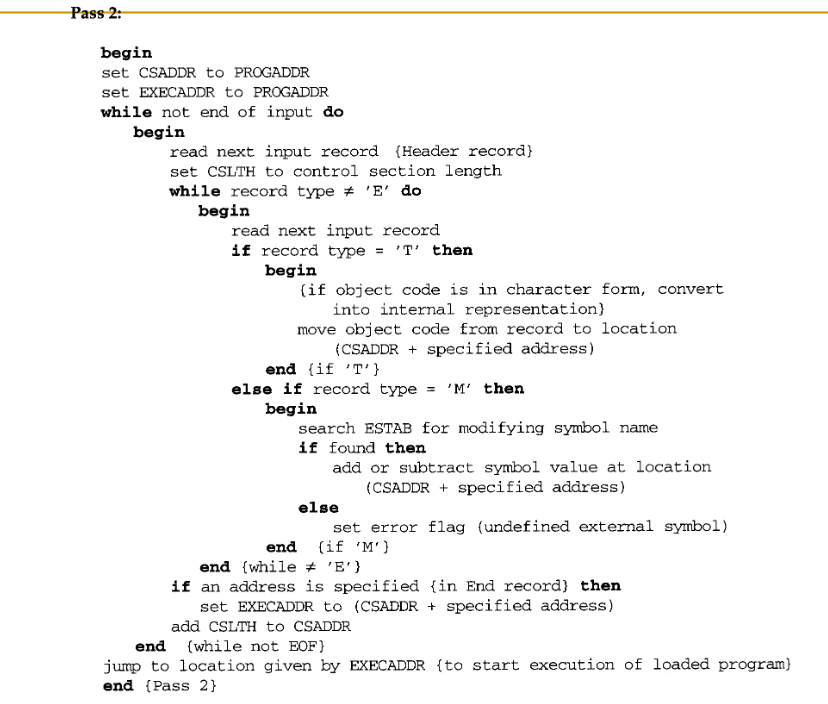 Pass 2:
begin
set CSADDR to PROGADDR
set EXECADDR to PROGADDR
while not end of input do
begin
read next input record {Header record}
set CSLTH to control section length
while record type ≠ 'E' do
begin
read next input record
if record type = 'T' then
begin
{if object code is in character form, convert
into internal representation}
move object code from record to location
(CSADDR + specified address)
end {if 'T'}
else if record type = 'M' then
begin
search ESTAB for modifying symbol name
if found then
add or subtract symbol value at location
(CSADDR + specified address)
else
set error flag (undefined external symbol)
end {if 'M'}
end {while ≠ 'E'}
if an address is specified {in End record} then
set EXECADDR to (CSADDR + specified address)
add CSLTH to CSADDR
end {while not EOF}
jump to location given by EXECADDR {to start execution of loaded program}
end {Pass 2}